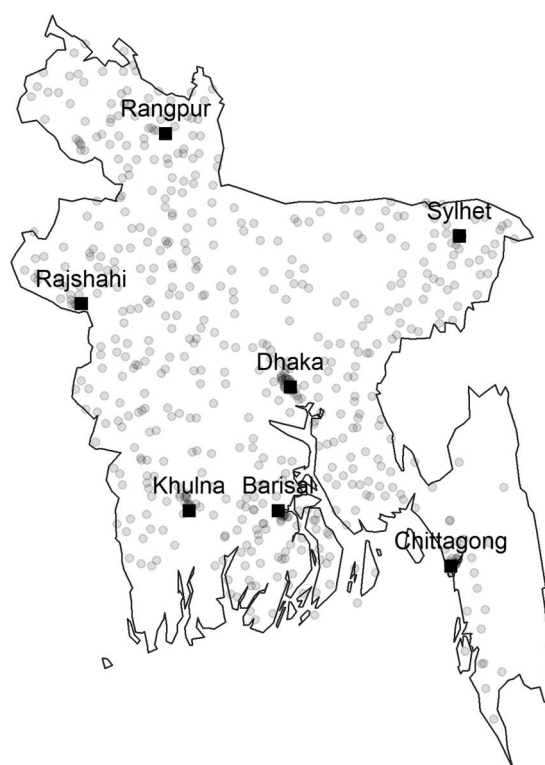 Rangpur
Sylhet
Rajshahi
Dhaka
Khulna
Barisal
Chittagong